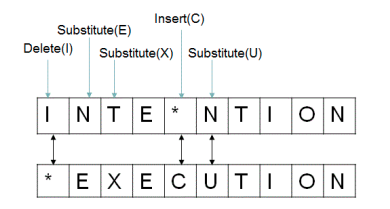 Insert(C)
Substitute(E)
Delete(I) Substitute(X) Substitute(U)
I N T E * N T I O N
* E X E C U T I O N